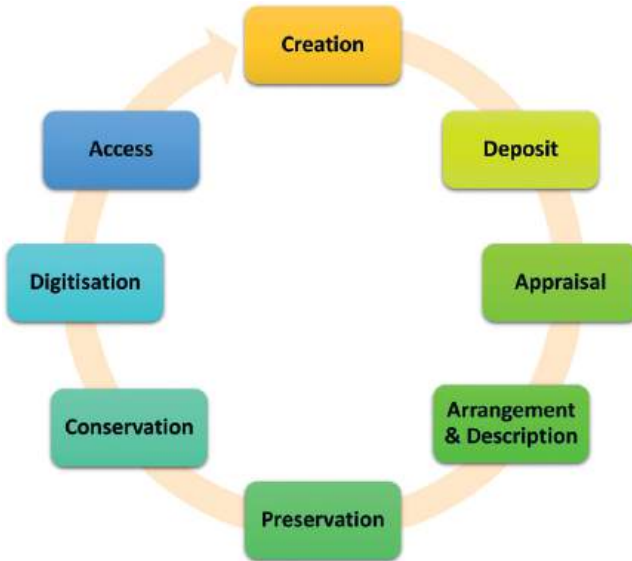 Creation
Deposit
Appraisal
Arrangement
& Description
Preservation
Conservation
Digitisation
Access